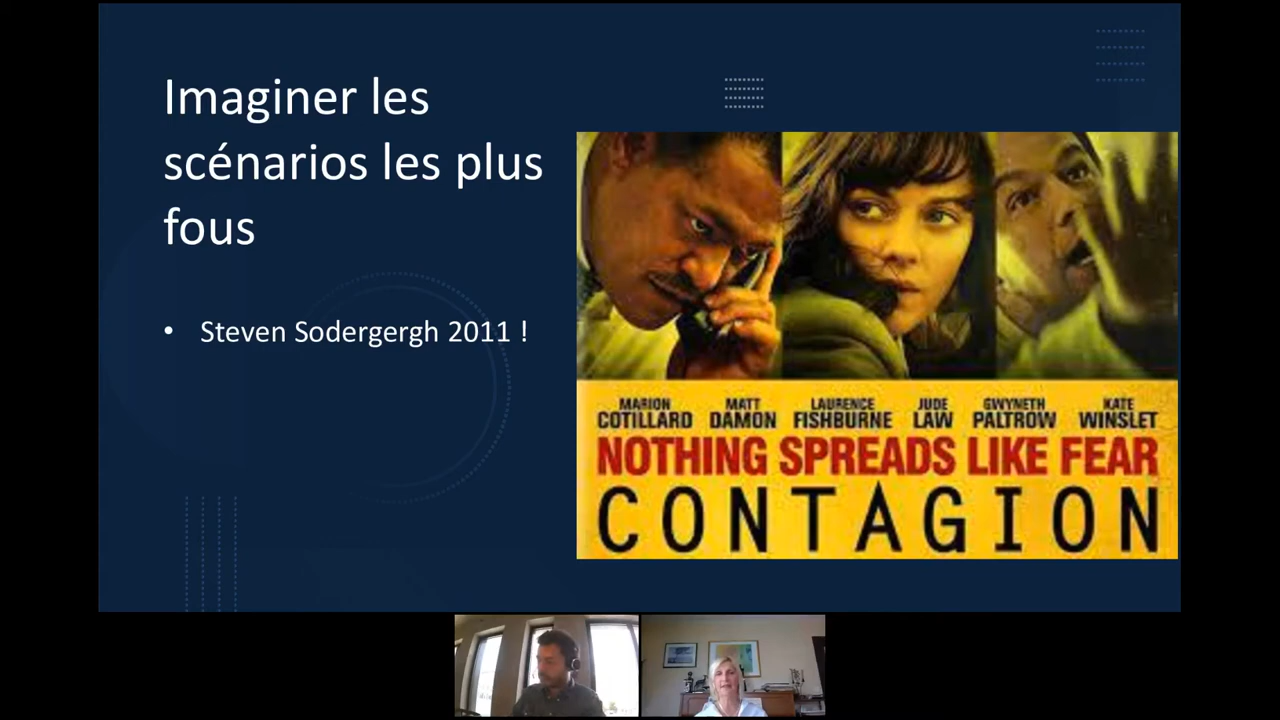 Imaginer les
scénarios les plus
fous
• Steven Sodergergh 2011 !
MARION COTILLARD MATT DAMON LAURENCE FISHBURNE JUDE LAW GWYNETH PALTROW KATE WINSLET
NOTHING SPREADS LIKE FEAR
CONTAGION